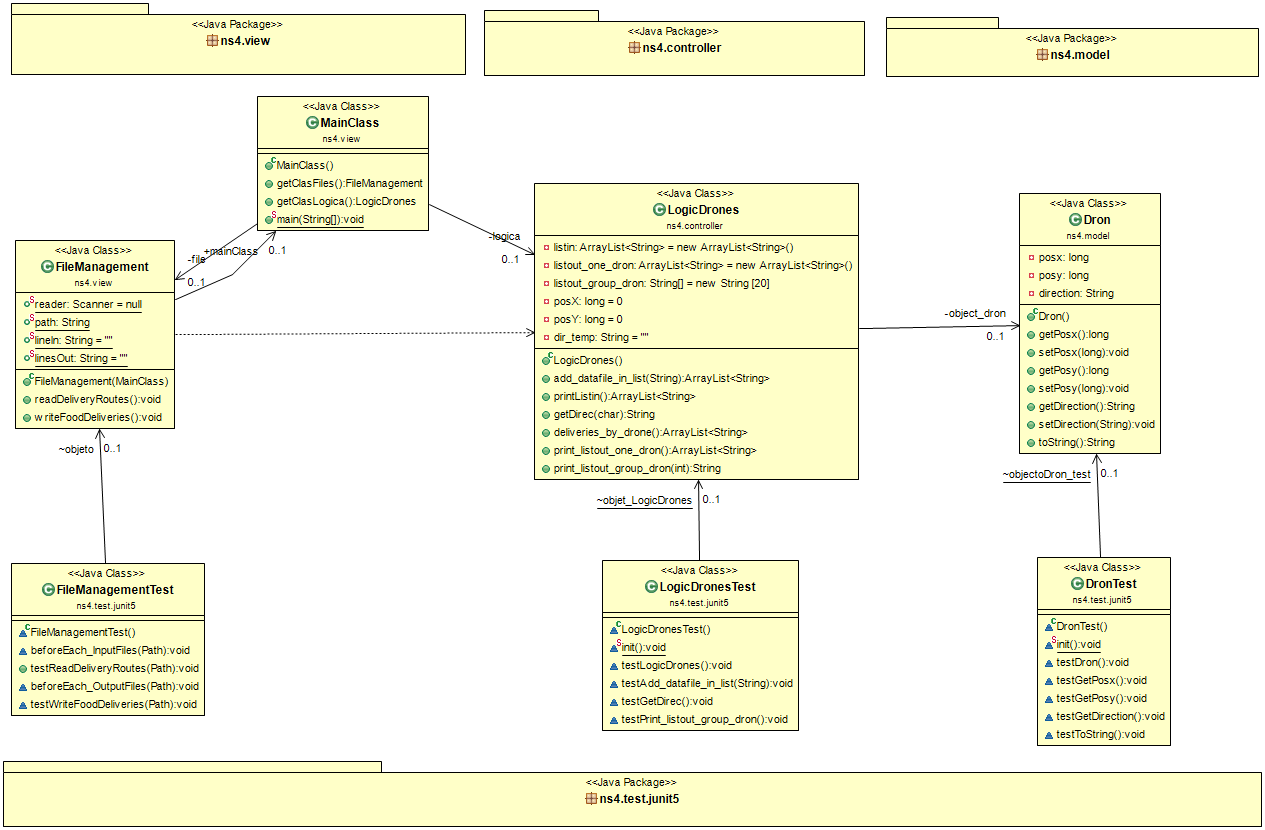 <<Java Package>>
ns4.view
<<Java Package>>
ns4.controller
<<Java Package>>
ns4.model
<<Java Class>>
MainClass
ns4.view
MainClass()
getClasFiles():FileManagement
getClasLogica():LogicDrones
main(String[]):void
-file
0..1
+mainClass
0..1
-logica
0..1
<<Java Class>>
FileManagement
ns4.view
reader: Scanner = null
path: String
lineIn: String = ""
linesOut: String = ""
FileManagement(MainClass)
readDeliveryRoutes():void
writeFoodDeliveries():void
<<Java Class>>
LogicDrones
ns4.controller
listin: ArrayList<String> = new ArrayList<String>()
listout_one_dron: ArrayList<String> = new ArrayList<String>()
listout_group_dron: String[] = new String [20]
posX: long = 0
posY: long = 0
dir_temp: String = ""
LogicDrones()
add_datafile_in_list(String):ArrayList<String>
printListin():ArrayList<String>
getDirec(char):String
deliveries_by_drone():ArrayList<String>
print_listout_one_dron():ArrayList<String>
print_listout_group_dron(int):String
-object_dron
0..1
<<Java Class>>
Dron
ns4.model
posx: long
posy: long
direction: String
Dron()
getPosx():long
setPosx(long):void
getPosy():long
setPosy(long):void
getDirection():String
setDirection(String):void
toString():String
~objeto
0..1
~objet_LogicDrones
0..1
~objectoDron_test
0..1
<<Java Class>>
FileManagementTest
ns4.test.junit5
FileManagementTest()
beforeEach_InputFiles(Path):void
testReadDeliveryRoutes(Path):void
beforeEach_OutputFiles(Path):void
testWriteFoodDeliveries(Path):void
<<Java Class>>
LogicDronesTest
ns4.test.junit5
LogicDronesTest()
init():void
testLogicDrones():void
testAdd_datafile_in_list(String):void
testGetDirec():void
testPrint_listout_group_dron():void
<<Java Class>>
DronTest
ns4.test.junit5
DronTest()
init():void
testDron():void
testGetPosx():void
testGetPosy():void
testGetDirection():void
testToString():void
<<Java Package>>
ns4.test.junit5